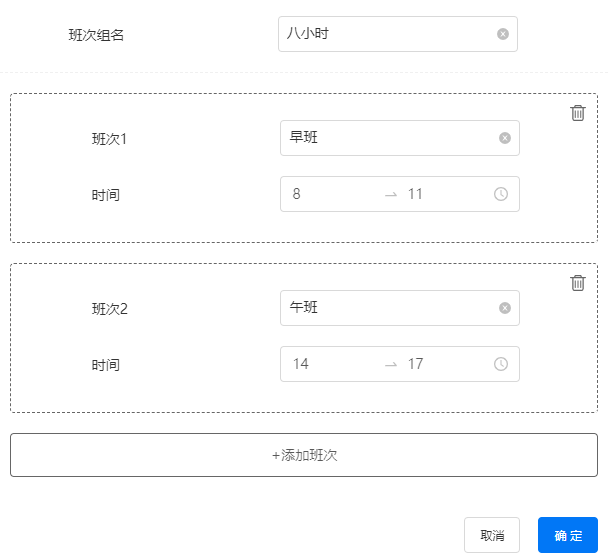 班次组名 八小时
班次1 早班
时间 8 11
班次2 午班
时间 14 17
+添加班次
取消 确定